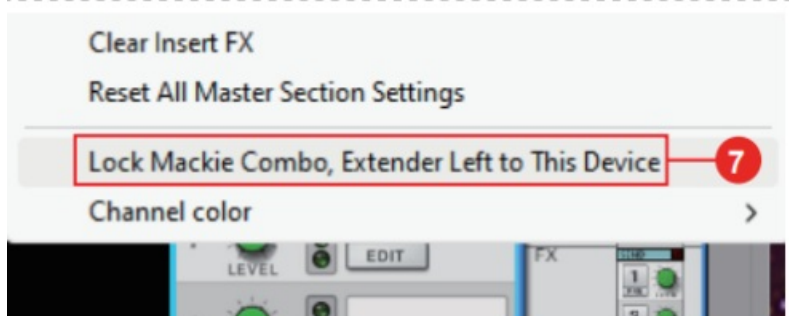 Clear Insert FX
Reset All Master Section Settings
Lock Mackie Combo, Extender Left to This Device
7
Channel color
LEVEL
EDIT
FX
1